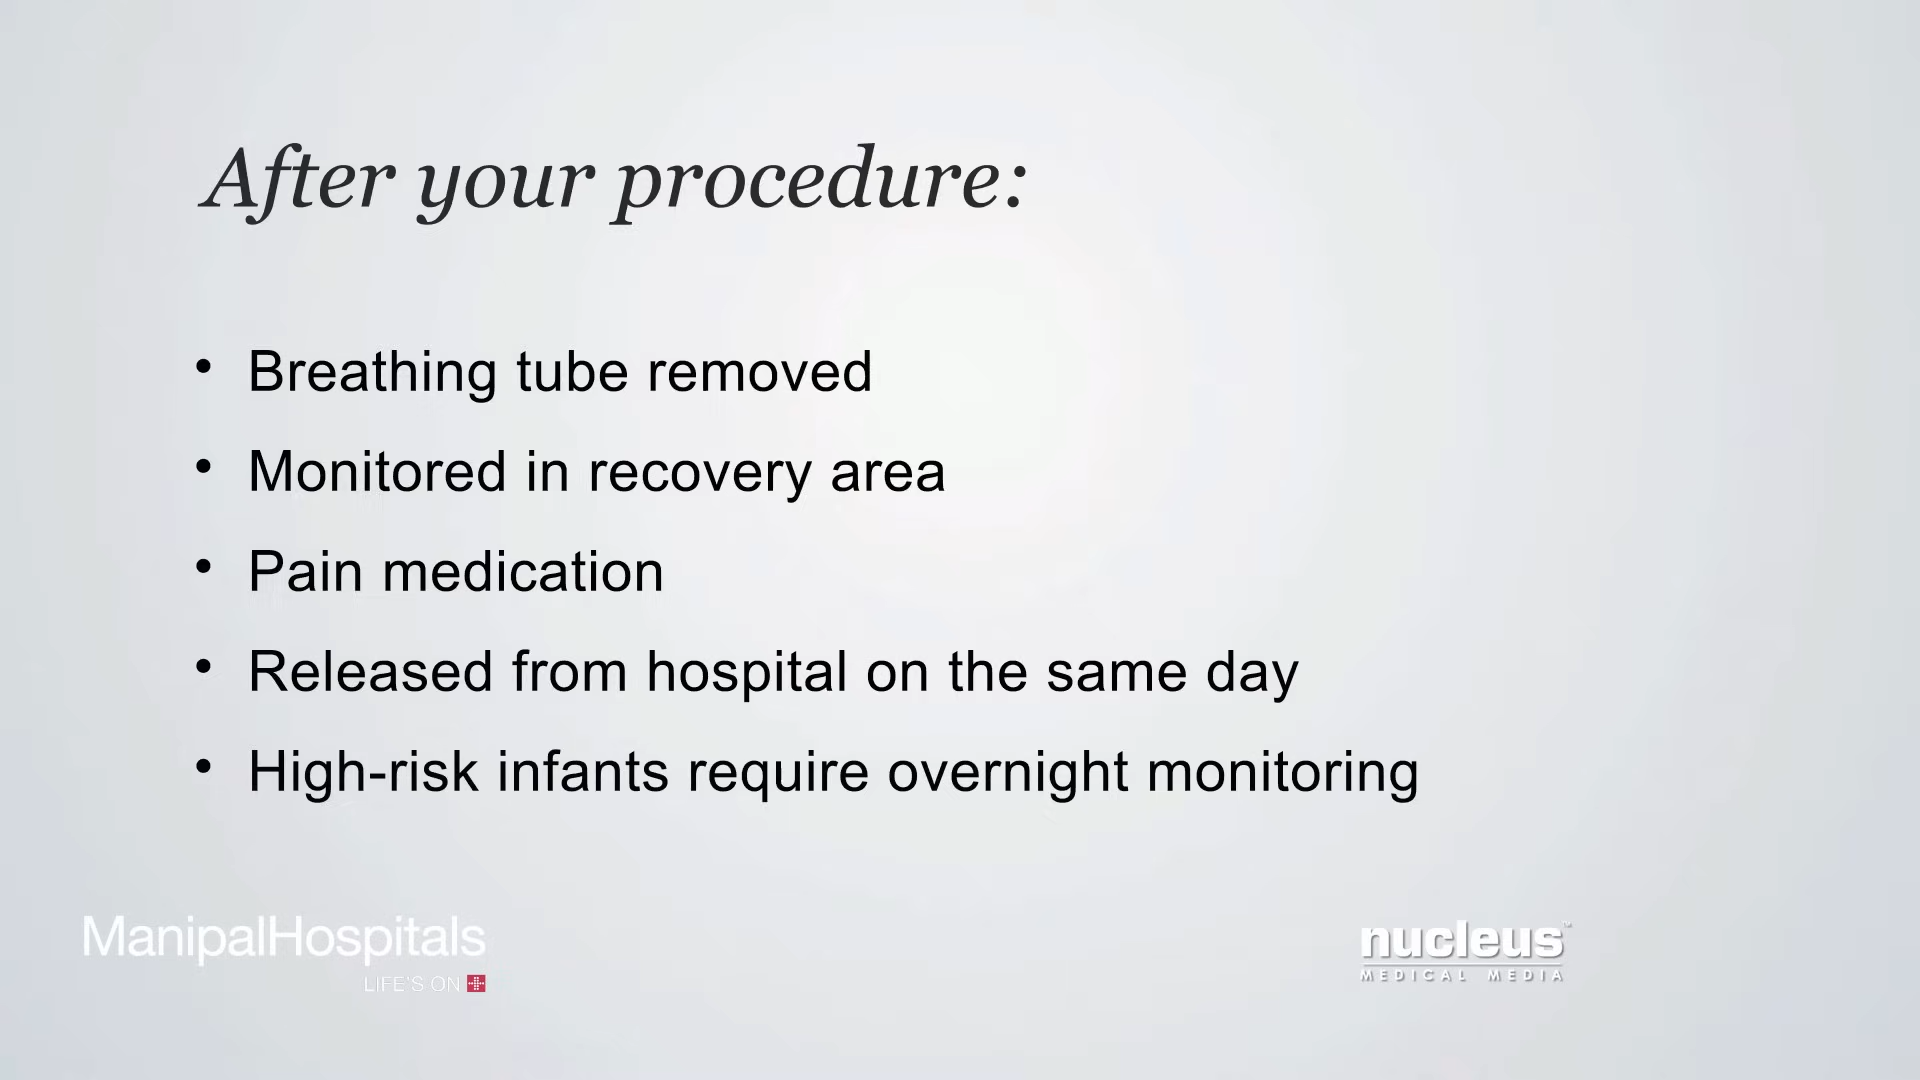 After your procedure:
• Breathing tube removed
• Monitored in recovery area
• Pain medication
• Released from hospital on the same day
• High-risk infants require overnight monitoring
ManipalHospitals
LIFE'S ON
nucleus™
MEDICAL MEDIA